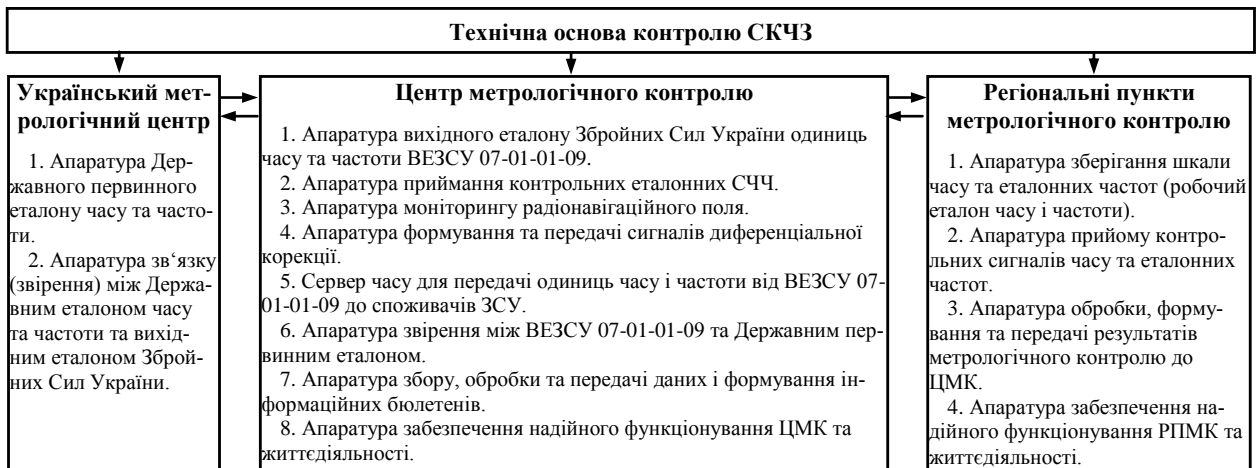 Технічна основа контролю СКЧЗ
Український мет-
рологічний центр
1. Апаратура Дер-
жавного первинного
еталону часу та часто-
ти.
2. Апаратура зв‘язку
(звірення) між Держа-
вним еталоном часу
та частоти та вихід-
ним еталоном Зброй-
них Сил України.
Центр метрологічного контролю
1. Апаратура вихідного еталону Збройних Сил України одиниць
часу та частоти ВЕЗСУ 07-01-01-09.
2. Апаратура приймання контрольних еталонних СЧЧ.
3. Апаратура моніторингу радіонавігаційного поля.
4. Апаратура формування та передачі сигналів диференціальної
корекції.
5. Сервер часу для передачі одиниць часу і частоти від ВЕЗСУ 07-
01-01-09 до споживачів ЗСУ.
6. Апаратура звірення між ВЕЗСУ 07-01-01-09 та Державним пер-
винним еталоном.
7. Апаратура збору, обробки та передачі даних і формування ін-
формаційних бюлетенів.
8. Апаратура забезпечення надійного функціонування ЦМК та
життєдіяльності.
Регіональні пункти
метрологічного контролю
1. Апаратура зберігання шкали
часу та еталонних частот (робочий
еталон часу і частоти).
2. Апаратура прийому контро-
льних сигналів часу та еталонних
частот.
3. Апаратура обробки, форму-
вання та передачі результатів
метрологічного контролю до
ЦМК.
4. Апаратура забезпечення на-
дійного функціонування РПМК та
життєдіяльності.